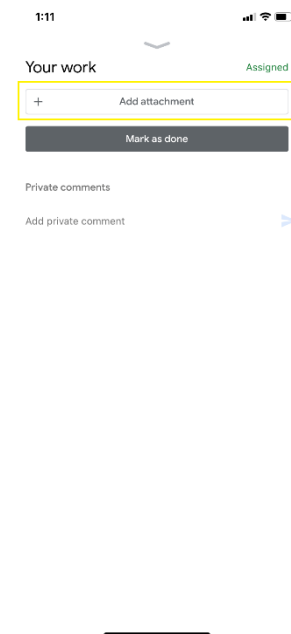 1:11
Your work
Assigned
+ Add attachment
Mark as done
Private comments
Add private comment